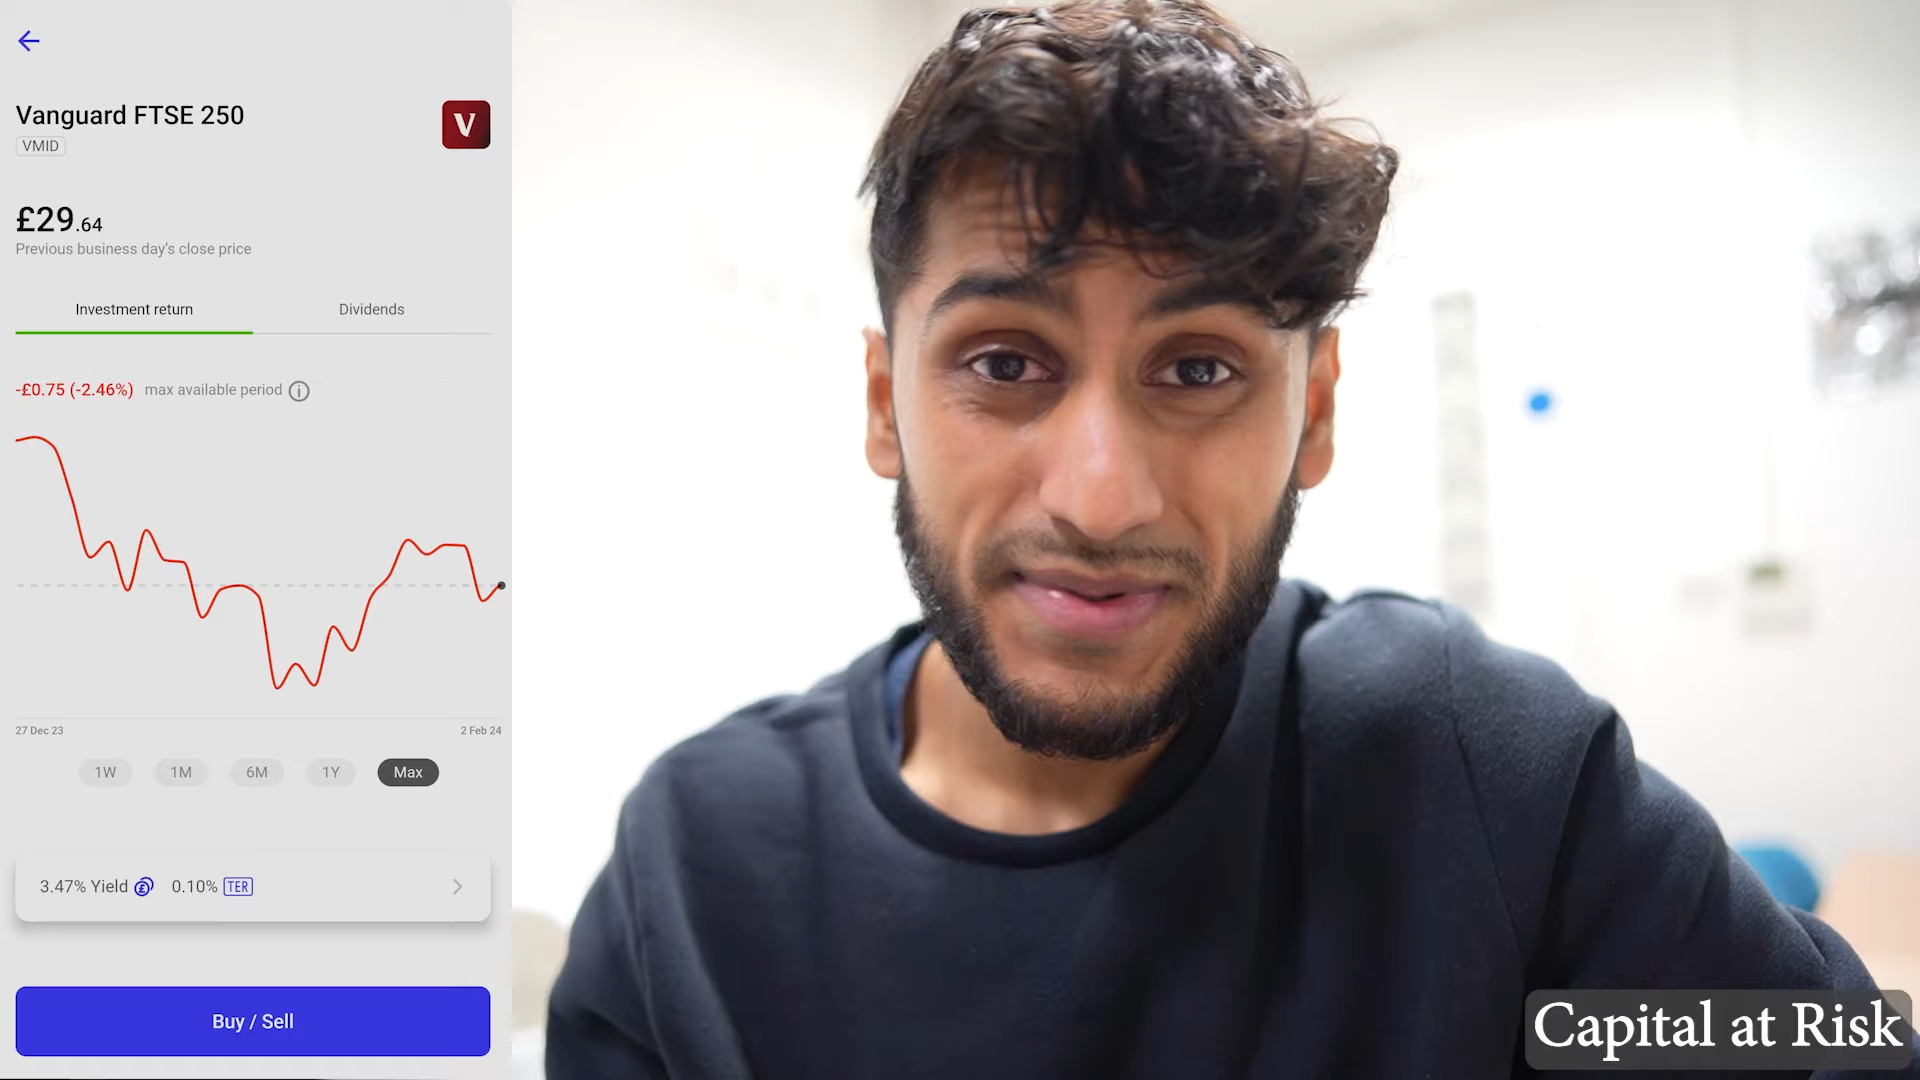 Vanguard FTSE 250
V
VMID
£29.64
Previous business day's close price
Investment return
Dividends
-£0.75 (-2.46%) max available period
27 Dec 23
2 Feb 24
1W
1M
6M
1Y
Max
3.47% Yield £ 0.10% TER
Buy / Sell
Capital at Risk